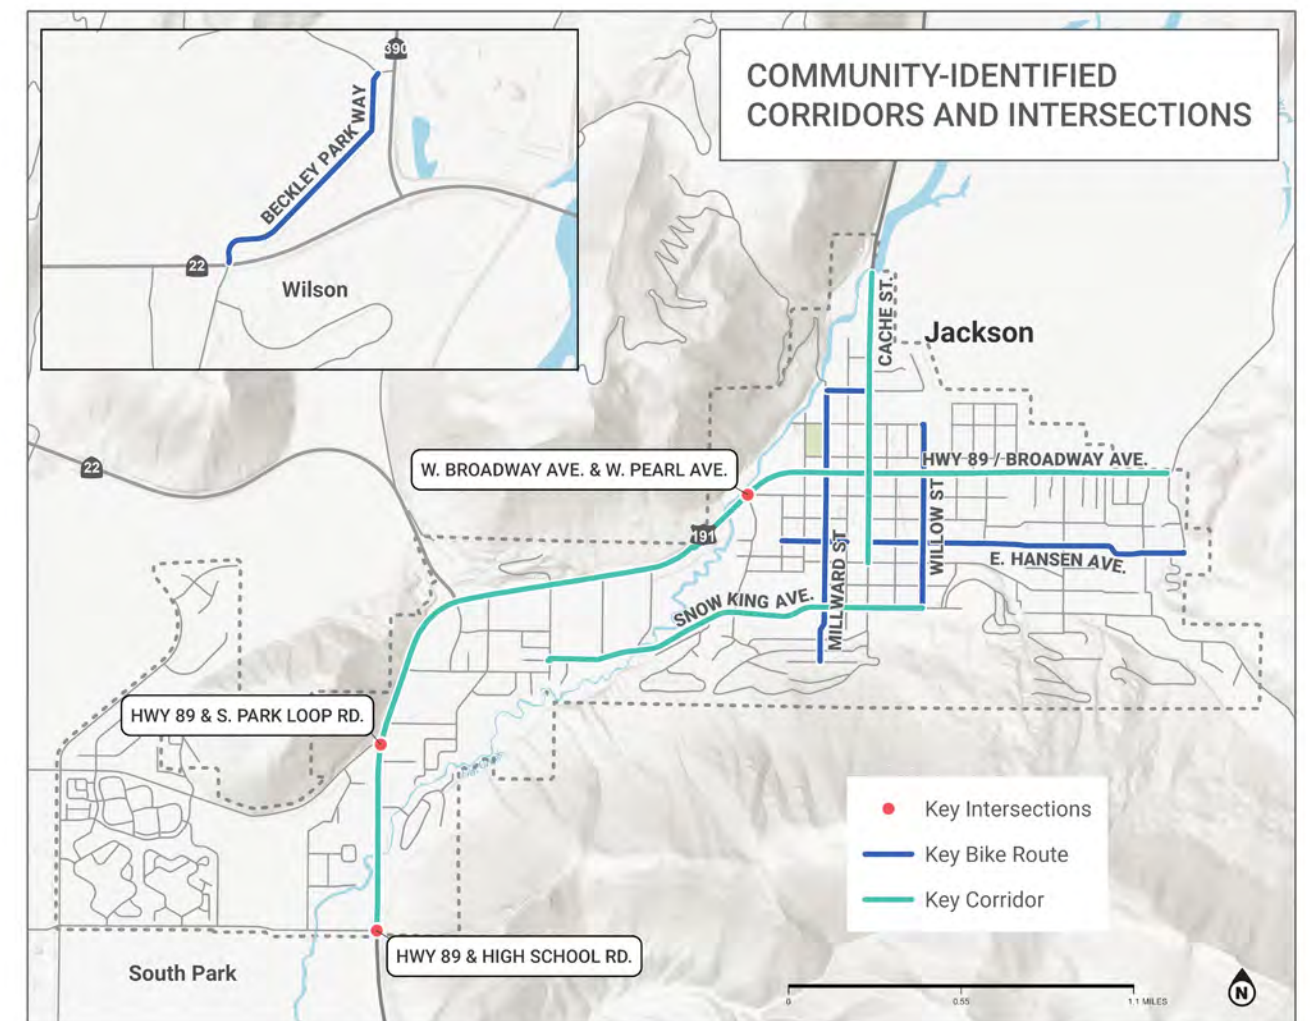 390
BECKLEY PARK WAY
22
Wilson
COMMUNITY-IDENTIFIED
CORRIDORS AND INTERSECTIONS
CACHE ST.
Jackson
22
W. BROADWAY AVE. & W. PEARL AVE.
HWY 89 / BROADWAY AVE.
191
WILLOW ST
MILLWARD ST
E. HANSEN AVE.
SNOW KING AVE.
HWY 89 & S. PARK LOOP RD.
Key Intersections
Key Bike Route
Key Corridor
HWY 89 & HIGH SCHOOL RD.
South Park
0
0.55
1.1 MILES
N